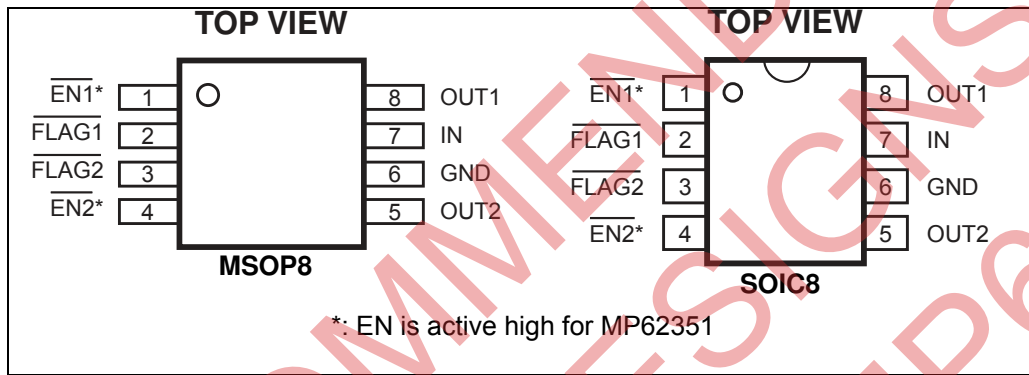 TOP VIEW
EN1* 1
FLAG1 2
FLAG2 3
EN2* 4
8 OUT1
7 IN
6 GND
5 OUT2
MSOP8
TOP VIEW
EN1* 1
FLAG1 2
FLAG2 3
EN2* 4
8 OUT1
7 IN
6 GND
5 OUT2
SOIC8
*: EN is active high for MP62351